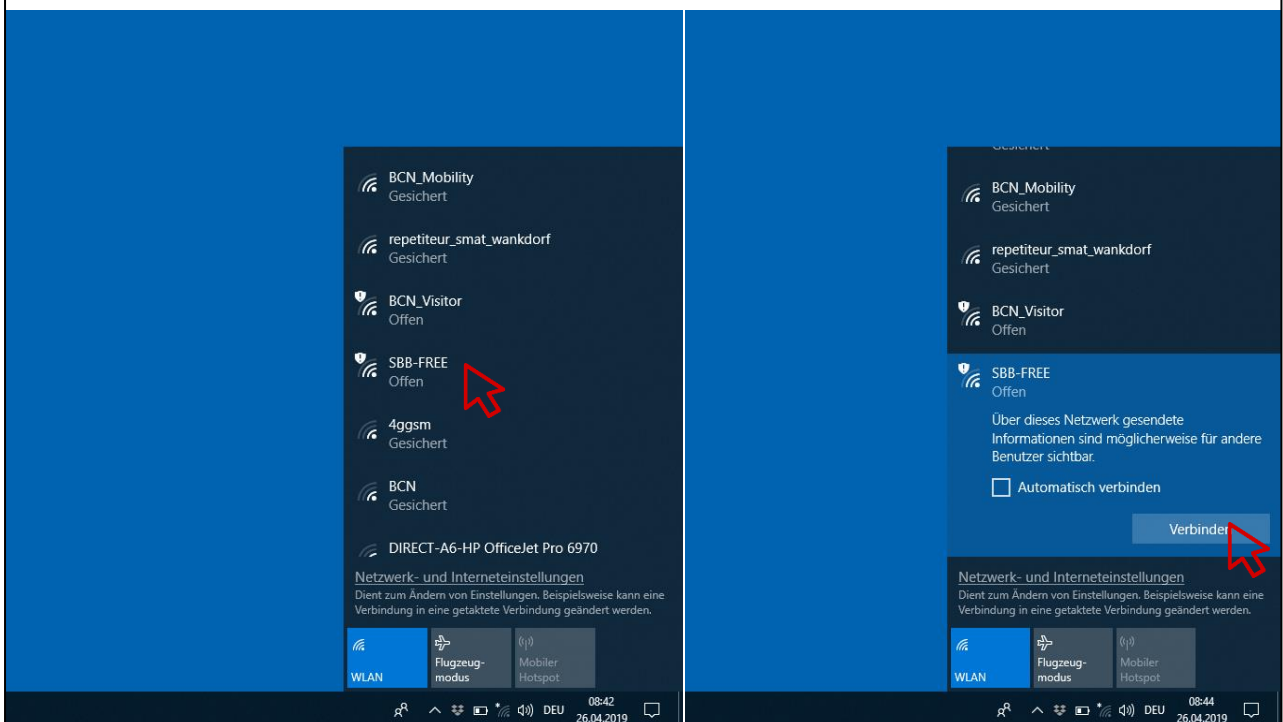 BCN_Mobility
Gesichert
repetiteur_smat_wankdorf
Gesichert
BCN_Visitor
Offen
SBB-FREE
Offen
4ggsm
Gesichert
BCN
Gesichert
DIRECT-A6-HP OfficeJet Pro 6970
Netzwerk- und Interneteinstellungen
Dient zum Ändern von Einstellungen. Beispielsweise kann eine
Verbindung in eine getaktete Verbindung geändert werden.
WLAN
Flugzeug-
modus
Mobiler
Hotspot
DEU
08:42
26.04.2019
Gesichert
BCN_Mobility
Gesichert
repetiteur_smat_wankdorf
Gesichert
BCN_Visitor
Offen
SBB-FREE
Offen
Über dieses Netzwerk gesendete
Informationen sind möglicherweise für andere
Benutzer sichtbar.
Automatisch verbinden
Verbinden
Netzwerk- und Interneteinstellungen
Dient zum Ändern von Einstellungen. Beispielsweise kann eine
Verbindung in eine getaktete Verbindung geändert werden.
WLAN
Flugzeug-
modus
Mobiler
Hotspot
DEU
08:44
26.04.2019